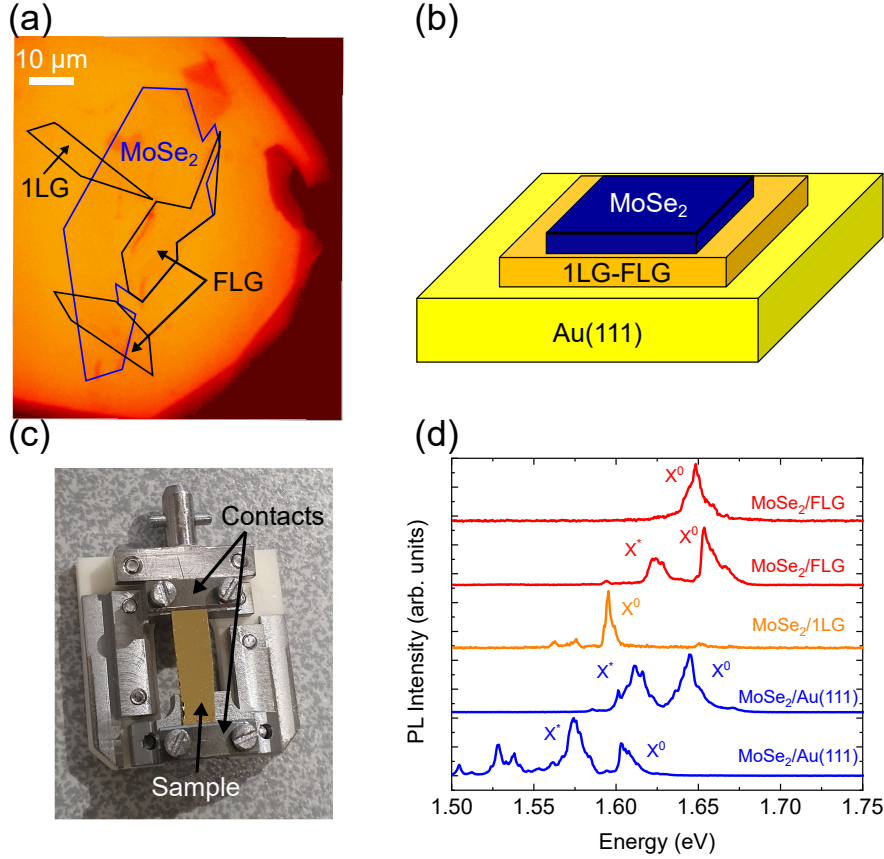 (a)
10 µm
MoSe₂
1LG
FLG
(b)
MoSe₂
1LG-FLG
Au(111)
(c)
Contacts
Sample
(d)
PL Intensity (arb. units)
X⁰
MoSe₂/FLG
X* X⁰
MoSe₂/FLG
X⁰
MoSe₂/1LG
X* X⁰
MoSe₂/Au(111)
X* X⁰
MoSe₂/Au(111)
1.50 1.55 1.60 1.65 1.70 1.75
Energy (eV)